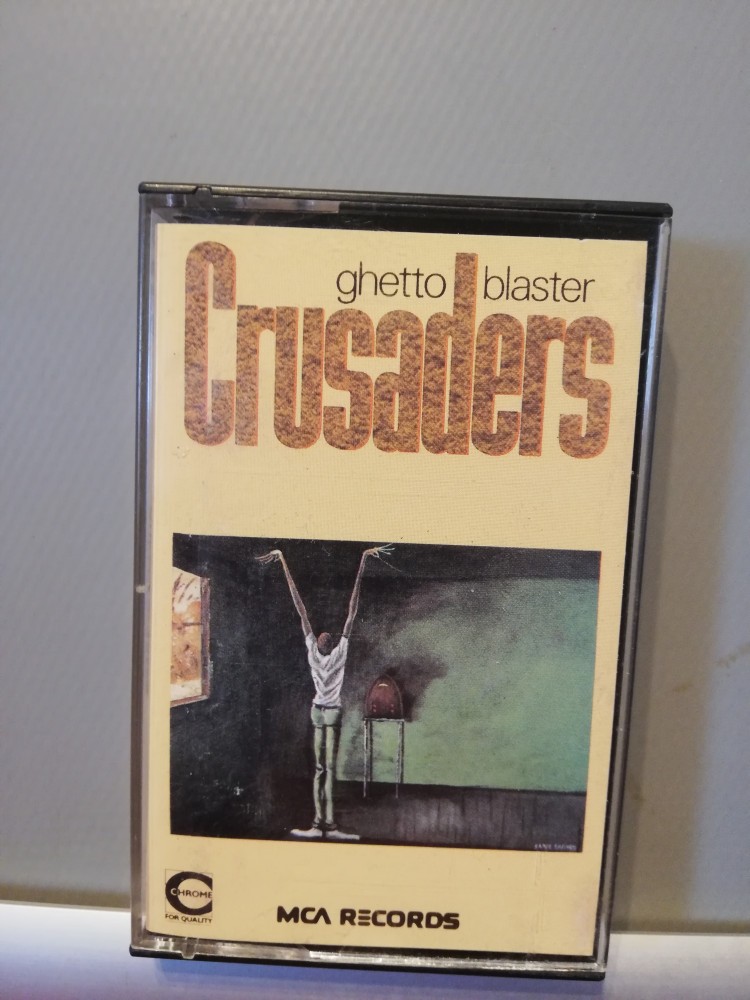 ghetto blaster
Crusaders
CHROME
FOR QUALITY
MCA RECORDS